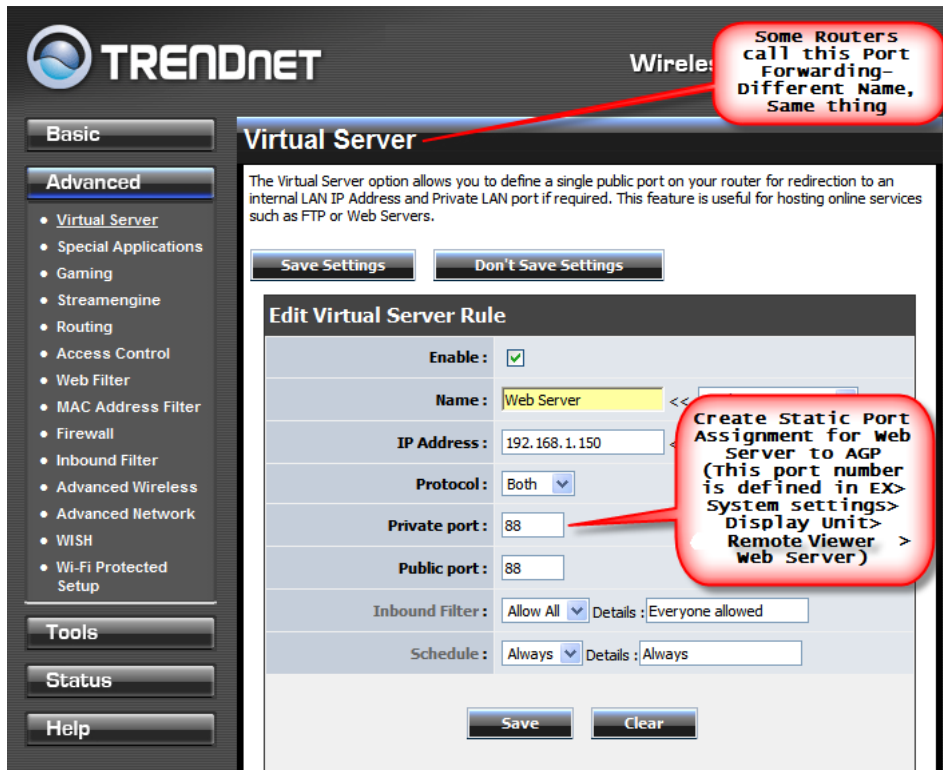 TRENDNET
Wireles
Some Routers
call this Port
Forwarding-
Different Name,
Same thing
Basic
Advanced
Virtual Server
Special Applications
Gaming
Streamengine
Routing
Access Control
Web Filter
MAC Address Filter
Firewall
Inbound Filter
Advanced Wireless
Advanced Network
WISH
Wi-Fi Protected
Setup
Tools
Status
Help
Virtual Server
The Virtual Server option allows you to define a single public port on your router for redirection to an
internal LAN IP Address and Private LAN port if required. This feature is useful for hosting online services
such as FTP or Web Servers.
Save Settings Don't Save Settings
Edit Virtual Server Rule
Enable :
Name : Web Server <<
IP Address : 192.168.1.150
Protocol : Both
Private port : 88
Public port : 88
Inbound Filter : Allow All Details : Everyone allowed
Schedule : Always Details : Always
Save Clear
Create Static Port
Assignment for Web
Server to AGP
(This port number
is defined in EX>
System settings>
Display Unit>
Remote Viewer >
Web Server)